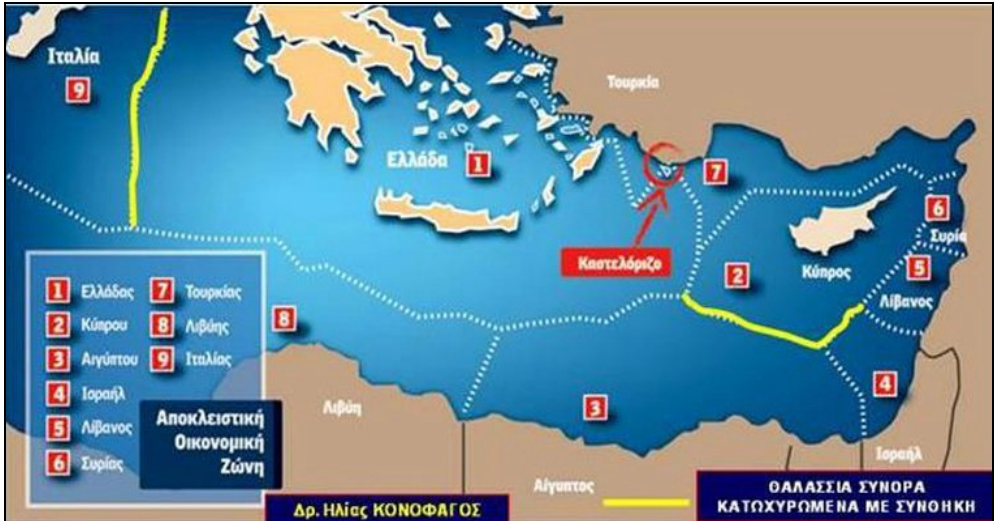 Ιταλία
9
Τουρκία
Ελλάδα
1
7
6
Συρία
Καστελόριζο
2
Κύπρος
5
Λίβανος
1 Ελλάδας
7 Τουρκίας
2 Κύπρου
8 Λιβύης
3 Αιγύπτου
9 Ιταλίας
4 Ισραήλ
5 Λίβανος
6 Συρίας
Αποκλειστική
Οικονομική
Ζώνη
8
Λιβύη
3
4
Ισραήλ
Αίγυπτος
Δρ. Ηλίας ΚΟΝΟΦΑΓΟΣ
ΘΑΛΑΣΣΙΑ ΣΥΝΟΡΑ
ΚΑΤΟΧΥΡΩΜΕΝΑ ΜΕ ΣΥΝΘΗΚΗ